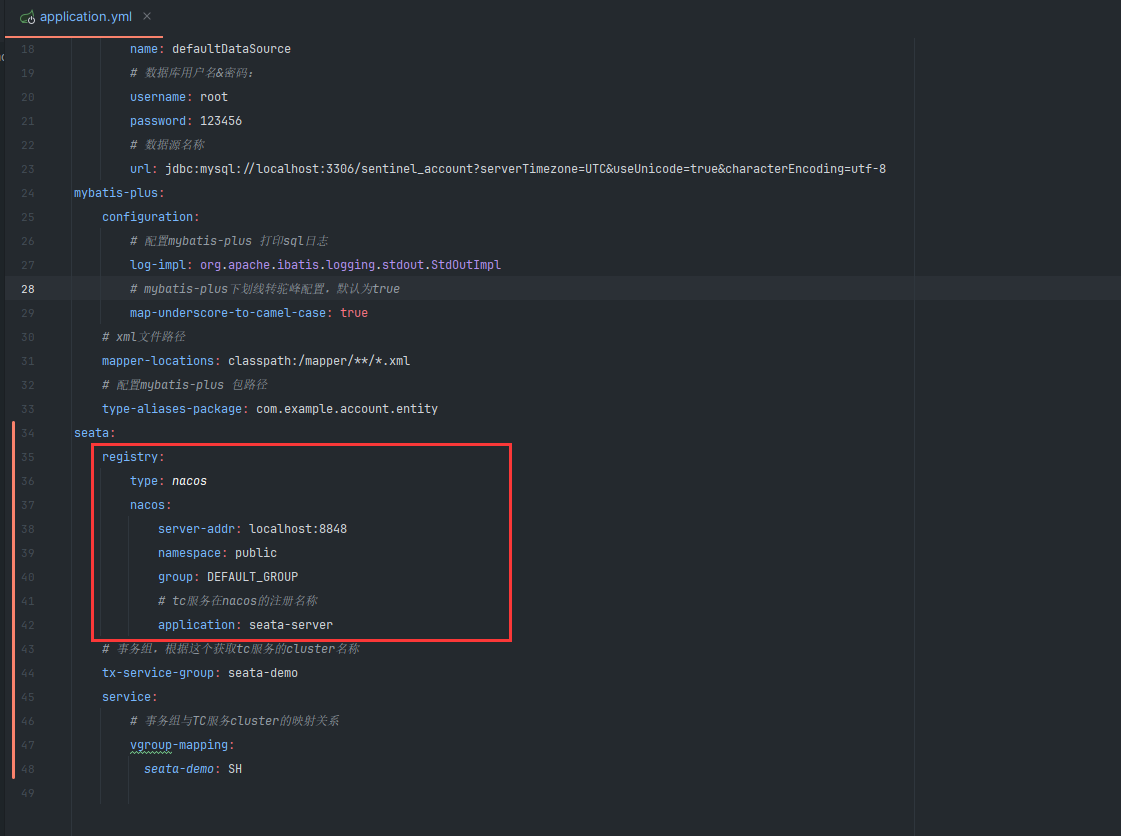 application.yml
18 name: defaultDataSource
19 # 数据库用户名&密码：
20 username: root
21 password: 123456
22 # 数据源名称
23 url: jdbc:mysql://localhost:3306/sentinel_account?serverTimezone=UTC&useUnicode=true&characterEncoding=utf-8
24 mybatis-plus:
25 configuration:
26 # 配置mybatis-plus 打印sql日志
27 log-impl: org.apache.ibatis.logging.stdout.StdOutImpl
28 # mybatis-plus下划线转驼峰配置，默认为true
29 map-underscore-to-camel-case: true
30 # xml文件路径
31 mapper-locations: classpath:/mapper/**/*.xml
32 # 配置mybatis-plus 包路径
33 type-aliases-package: com.example.account.entity
34 seata:
35 registry:
36 type: nacos
37 nacos:
38 server-addr: localhost:8848
39 namespace: public
40 group: DEFAULT_GROUP
41 # tc服务在nacos的注册名称
42 application: seata-server
43 # 事务组，根据这个获取tc服务的cluster名称
44 tx-service-group: seata-demo
45 service:
46 # 事务组与TC服务cluster的映射关系
47 vgroup-mapping:
48 seata-demo: SH
49